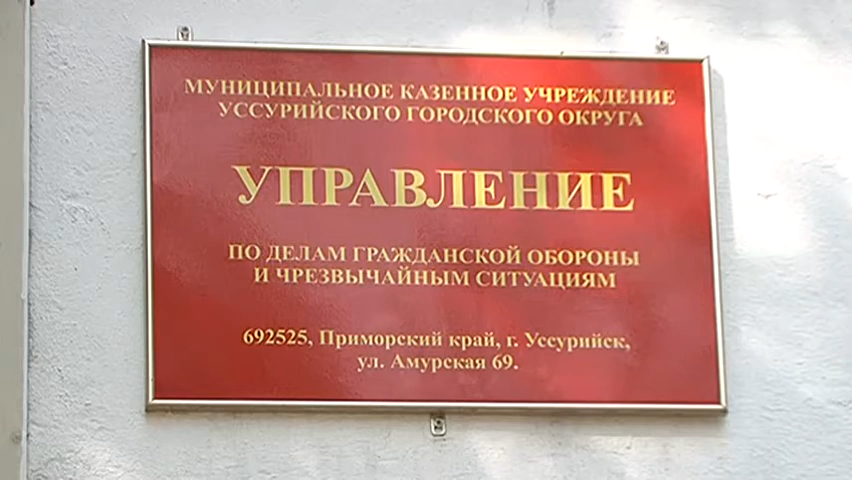 МУНИЦИПАЛЬНОЕ КАЗЕННОЕ УЧРЕЖДЕНИЕ
УССУРИЙСКОГО ГОРОДСКОГО ОКРУГА
УПРАВЛЕНИЕ
ПО ДЕЛАМ ГРАЖДАНСКОЙ ОБОРОНЫ
И ЧРЕЗВЫЧАЙНЫМ СИТУАЦИЯМ
692525, Приморский край, г. Уссурийск,
ул. Амурская 69.